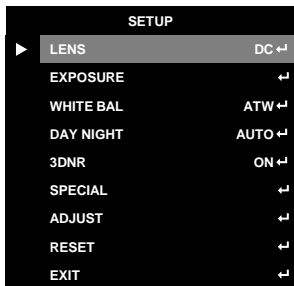 SETUP
LENS DC↵
EXPOSURE ↵
WHITE BAL ATW↵
DAY NIGHT AUTO↵
3DNR ON↵
SPECIAL ↵
ADJUST ↵
RESET ↵
EXIT ↵